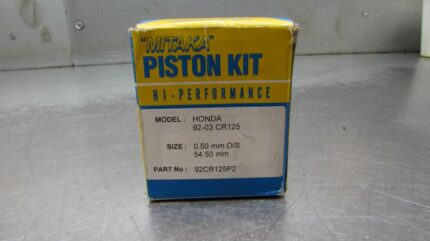 "MITAKA"
PISTON KIT
HI-PERFORMANCE
MODEL : HONDA
92-03 CR125
SIZE : 0.50 mm O/S
54.50 mm
PART No : 92CR125P2